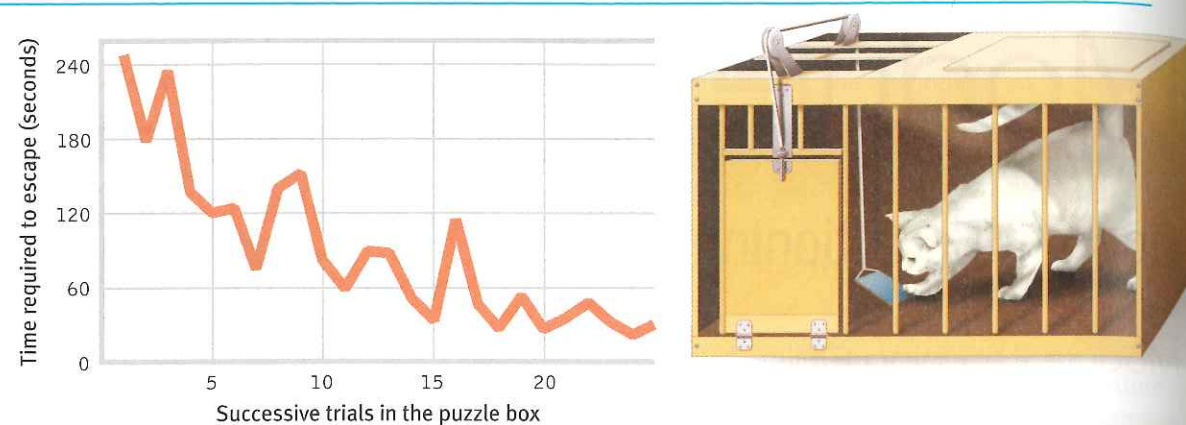 Time required to escape (seconds)
240
180
120
60
0
5 10 15 20
Successive trials in the puzzle box